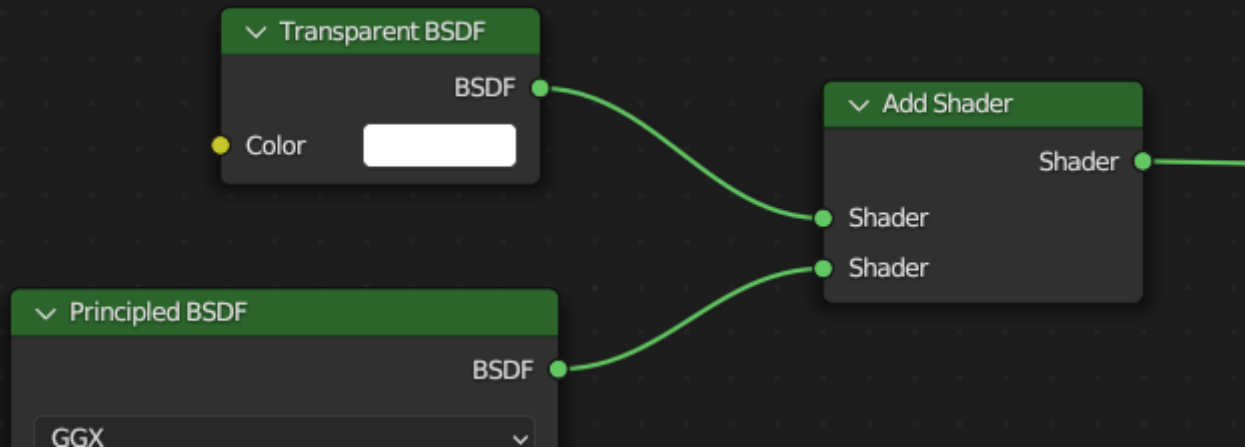 Transparent BSDF
BSDF
Color
Add Shader
Shader
Shader
Shader
Principled BSDF
BSDF
GGX